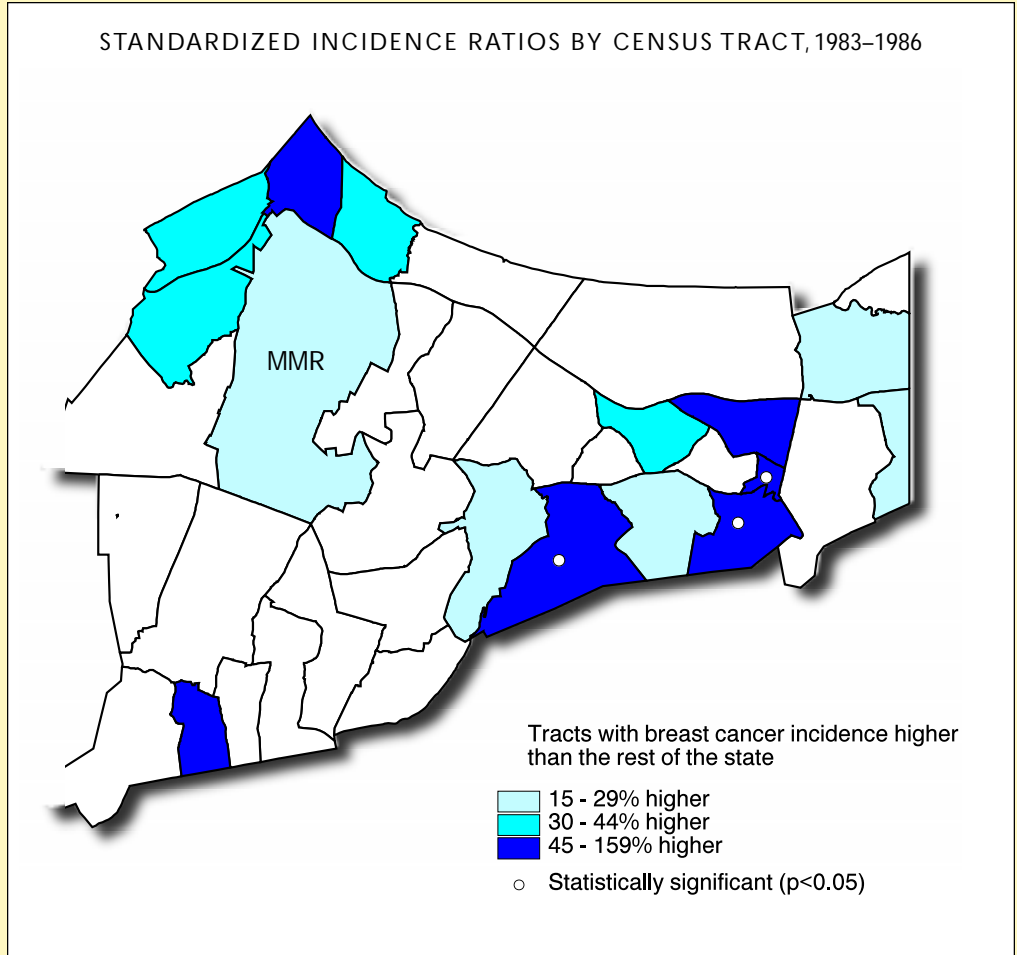 STANDARDIZED INCIDENCE RATIOS BY CENSUS TRACT, 1983–1986
MMR
Tracts with breast cancer incidence higher
than the rest of the state
15 - 29% higher
30 - 44% higher
45 - 159% higher
Statistically significant (p<0.05)